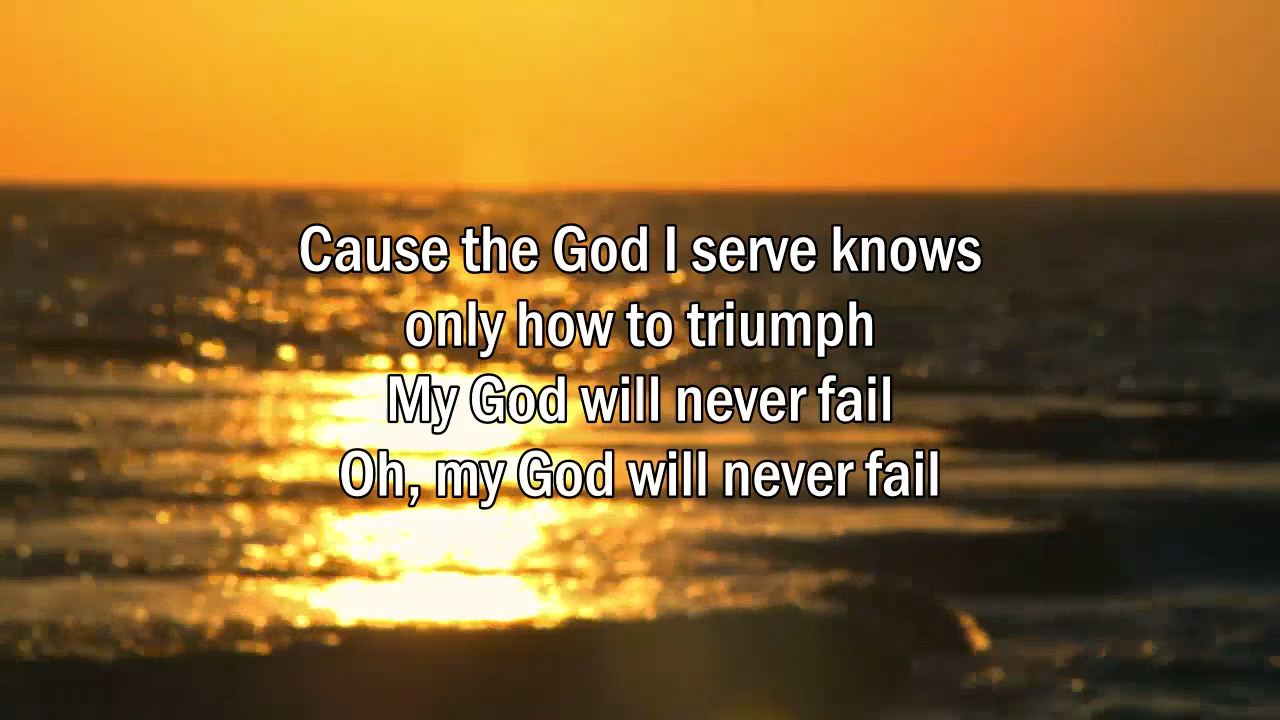 Cause the God I serve knows
only how to triumph
My God will never fail
Oh, my God will never fail